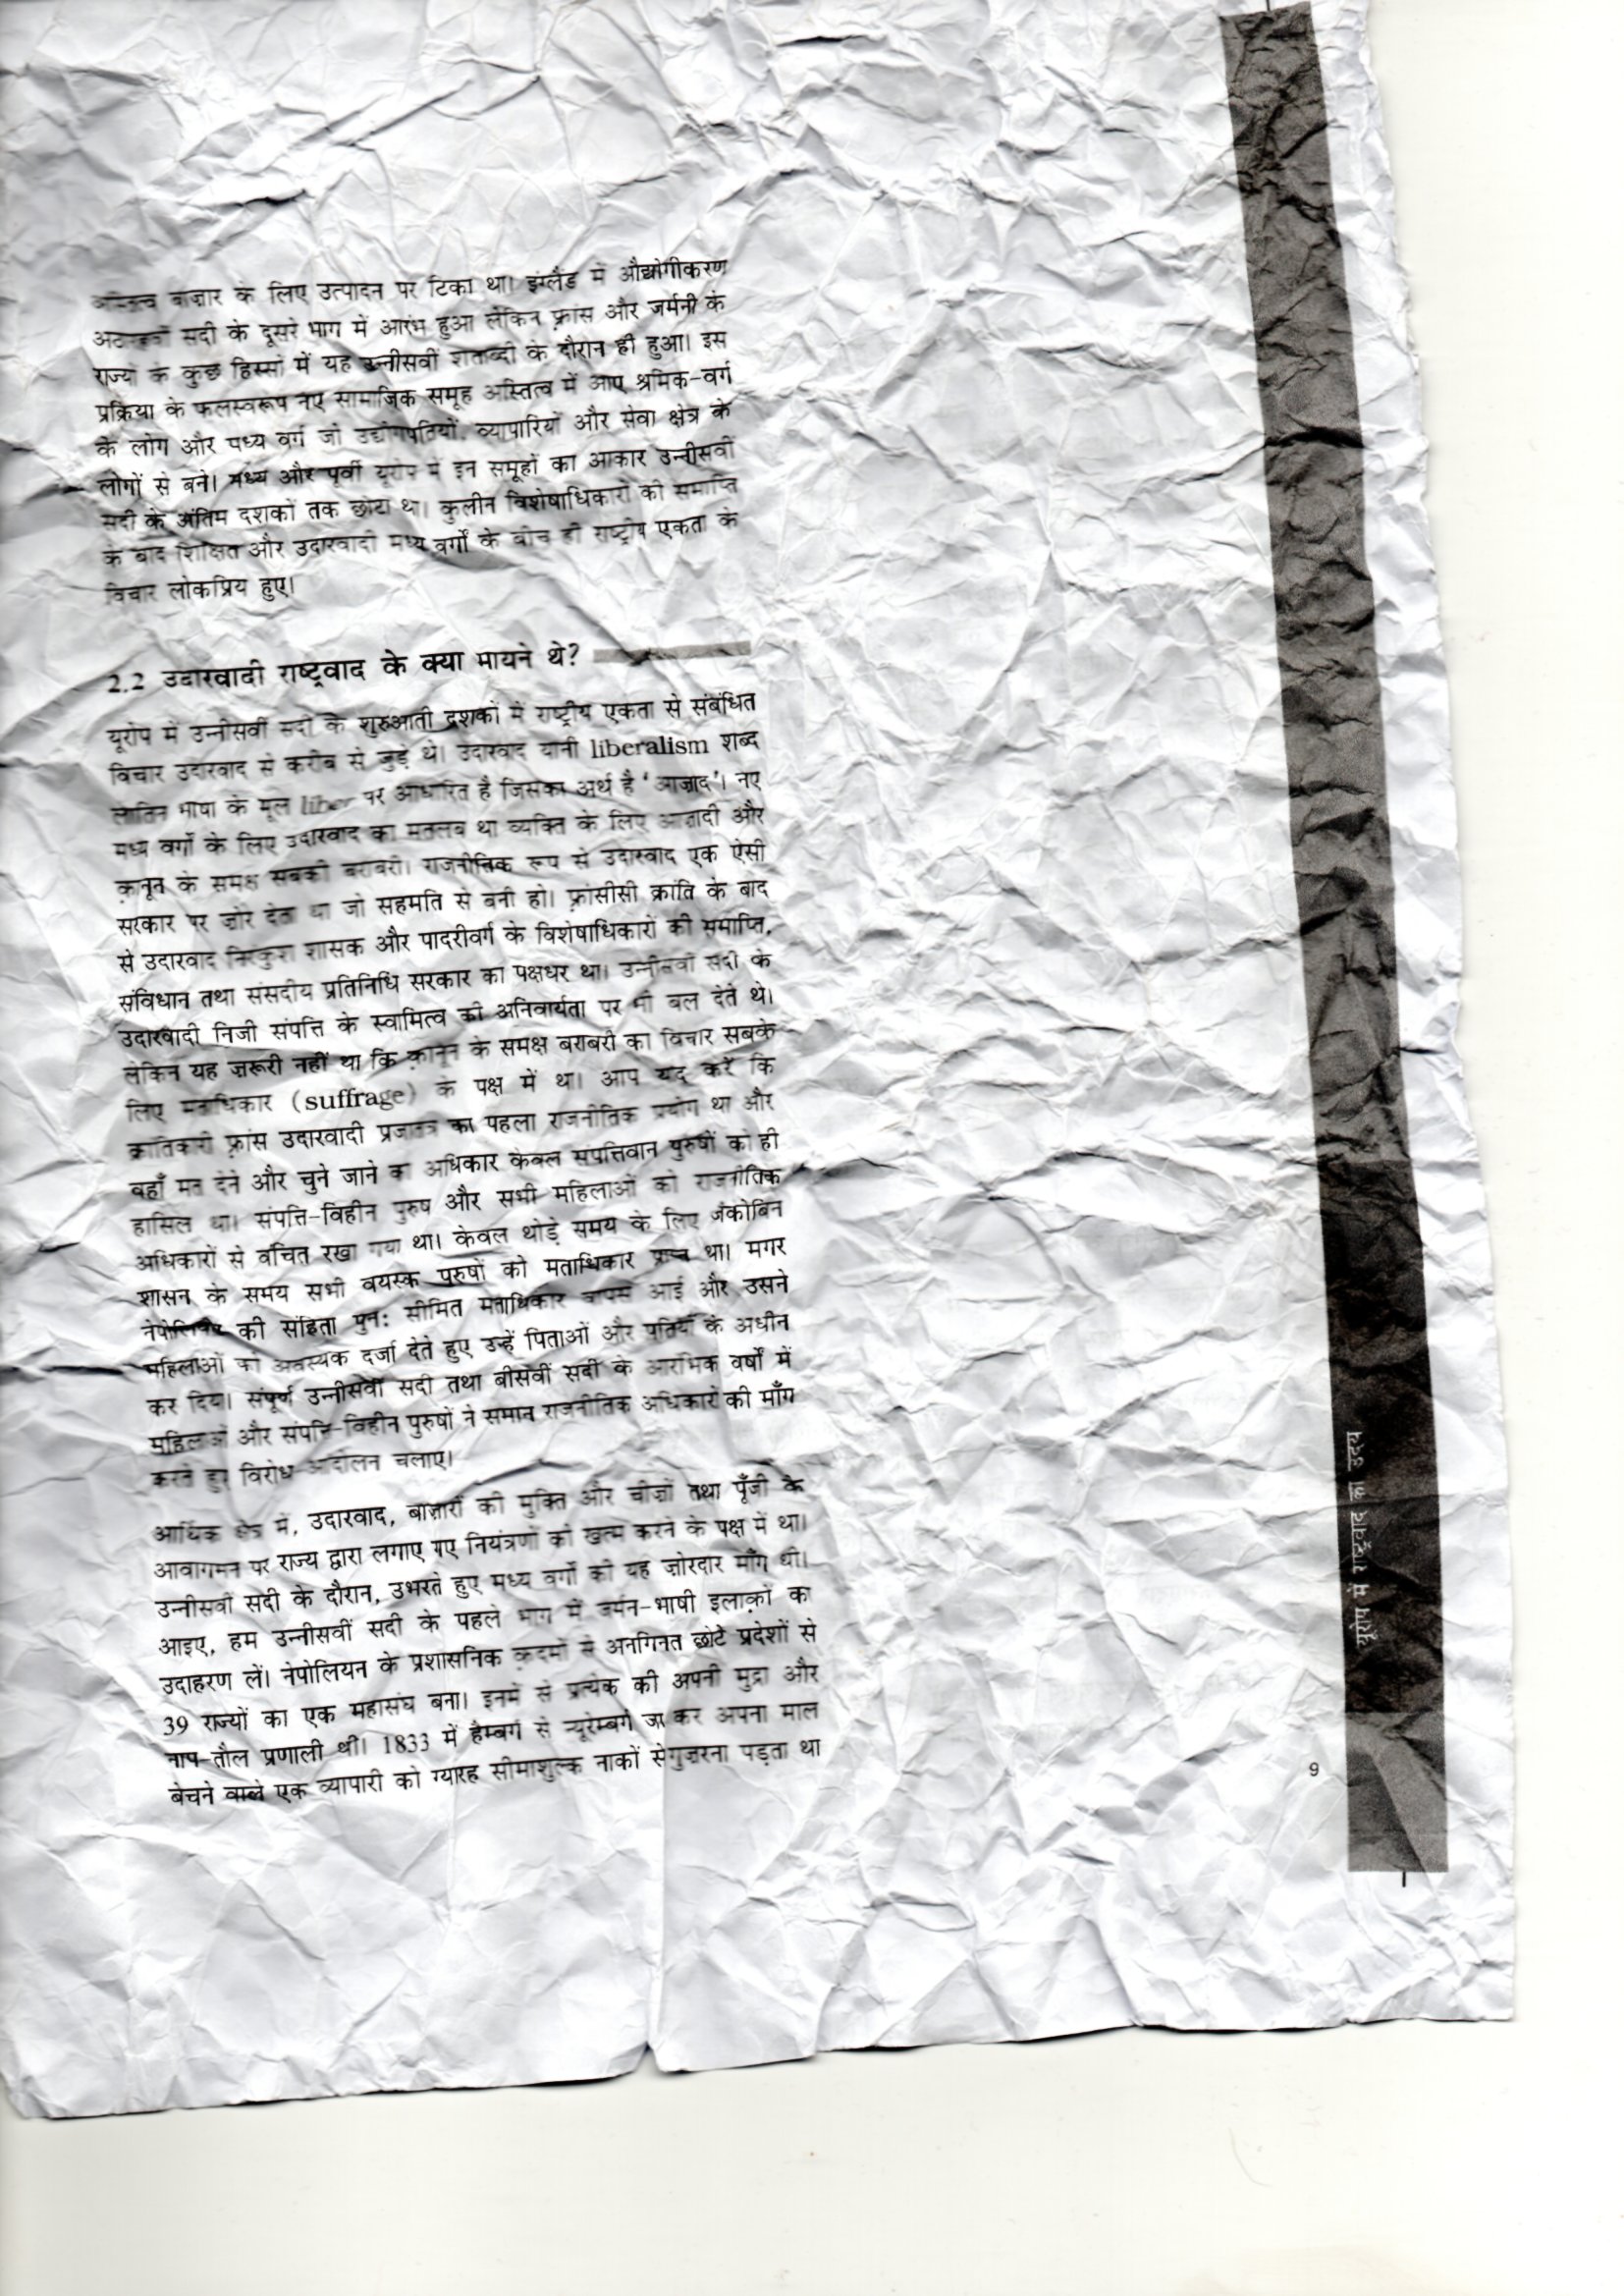 अस्तित्व बाज़ार के लिए उत्पादन पर टिका था। इंग्लैंड में औद्योगीकरण
अठारहवीं सदी के दूसरे भाग में आरंभ हुआ लेकिन फ़्रांस और जर्मनी के
राज्यों के कुछ हिस्सों में यह उन्नीसवीं शताब्दी के दौरान ही हुआ। इस
प्रक्रिया के फलस्वरूप नए सामाजिक समूह अस्तित्व में आए श्रमिक-वर्ग
के लोग और मध्य वर्ग जो उद्योगपतियों, व्यापारियों और सेवा क्षेत्र के
लोगों से बने। मध्य और पूर्वी यूरोप में इन समूहों का आकार उन्नीसवीं
सदी के अंतिम दशकों तक छोटा था। कुलीन विशेषाधिकारों की समाप्ति
के बाद शिक्षित और उदारवादी मध्य वर्गों के बीच ही राष्ट्रीय एकता के
विचार लोकप्रिय हुए।
2.2 उदारवादी राष्ट्रवाद के क्या मायने थे?
यूरोप में उन्नीसवीं सदी के शुरुआती दशकों में राष्ट्रीय एकता से संबंधित
विचार उदारवाद से करीब से जुड़े थे। उदारवाद यानी liberalism शब्द
लातिन भाषा के मूल liber पर आधारित है जिसका अर्थ है ‘आज़ाद’। नए
मध्य वर्गों के लिए उदारवाद का मतलब था व्यक्ति के लिए आज़ादी और
क़ानून के समक्ष सबकी बराबरी। राजनीतिक रूप से उदारवाद एक ऐसी
सरकार पर ज़ोर देता था जो सहमति से बनी हो। फ़्रांसीसी क्रांति के बाद
से उदारवाद निरंकुश शासक और पादरीवर्ग के विशेषाधिकारों की समाप्ति,
संविधान तथा संसदीय प्रतिनिधि सरकार का पक्षधर था। उन्नीसवीं सदी के
उदारवादी निजी संपत्ति के स्वामित्व की अनिवार्यता पर भी बल देते थे।
लेकिन यह ज़रूरी नहीं था कि क़ानून के समक्ष बराबरी का विचार सबके
लिए मताधिकार (suffrage) के पक्ष में था। आप याद करें कि
क्रांतिकारी फ़्रांस उदारवादी प्रजातंत्र का पहला राजनीतिक प्रयोग था और
वहाँ मत देने और चुने जाने का अधिकार केवल संपत्तिवान पुरुषों को ही
हासिल था। संपत्ति-विहीन पुरुष और सभी महिलाओं को राजनीतिक
अधिकारों से वंचित रखा गया था। केवल थोड़े समय के लिए जैकोबिन
शासन के समय सभी वयस्क पुरुषों को मताधिकार प्राप्त था। मगर
नेपोलियन की संहिता पुनः सीमित मताधिकार वापस आई और उसने
महिलाओं को अवयस्क दर्जा देते हुए उन्हें पिताओं और पतियों के अधीन
कर दिया। संपूर्ण उन्नीसवीं सदी तथा बीसवीं सदी के आरंभिक वर्षों में
महिलाओं और संपत्ति-विहीन पुरुषों ने समान राजनीतिक अधिकारों की माँग
करते हुए विरोध-आंदोलन चलाए।
आर्थिक क्षेत्र में, उदारवाद, बाज़ारों की मुक्ति और चीज़ों तथा पूँजी के
आवागमन पर राज्य द्वारा लगाए गए नियंत्रणों को खत्म करने के पक्ष में था।
उन्नीसवीं सदी के दौरान, उभरते हुए मध्य वर्गों की यह ज़ोरदार माँग थी।
आइए, हम उन्नीसवीं सदी के पहले भाग में जर्मन-भाषी इलाक़ों का
उदाहरण लें। नेपोलियन के प्रशासनिक क़दमों से अनगिनत छोटे प्रदेशों से
39 राज्यों का एक महासंघ बना। इनमें से प्रत्येक की अपनी मुद्रा और
नाप-तौल प्रणाली थी। 1833 में हैम्बर्ग से न्यूरेम्बर्ग जा कर अपना माल
बेचने वाले एक व्यापारी को ग्यारह सीमाशुल्क नाकों से गुज़रना पड़ता था
यूरोप में राष्ट्रवाद का उदय
9